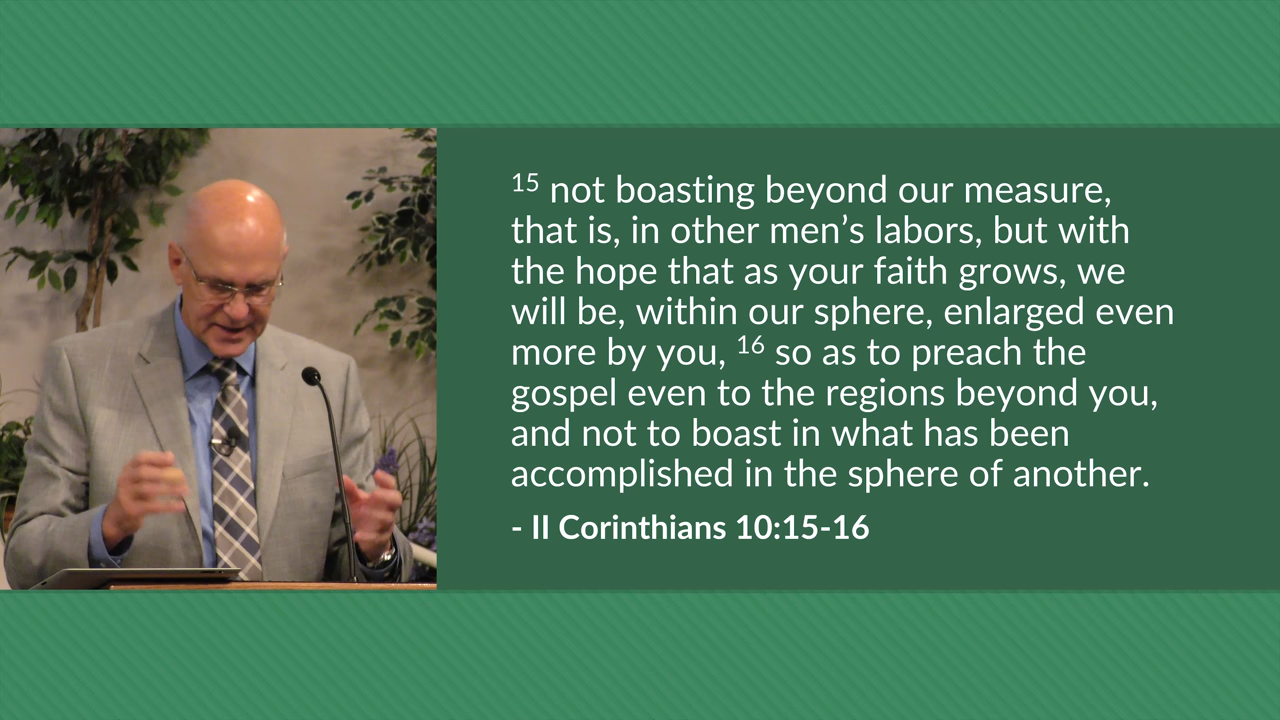 15 not boasting beyond our measure,
that is, in other men’s labors, but with
the hope that as your faith grows, we
will be, within our sphere, enlarged even
more by you, 16 so as to preach the
gospel even to the regions beyond you,
and not to boast in what has been
accomplished in the sphere of another.
- II Corinthians 10:15-16